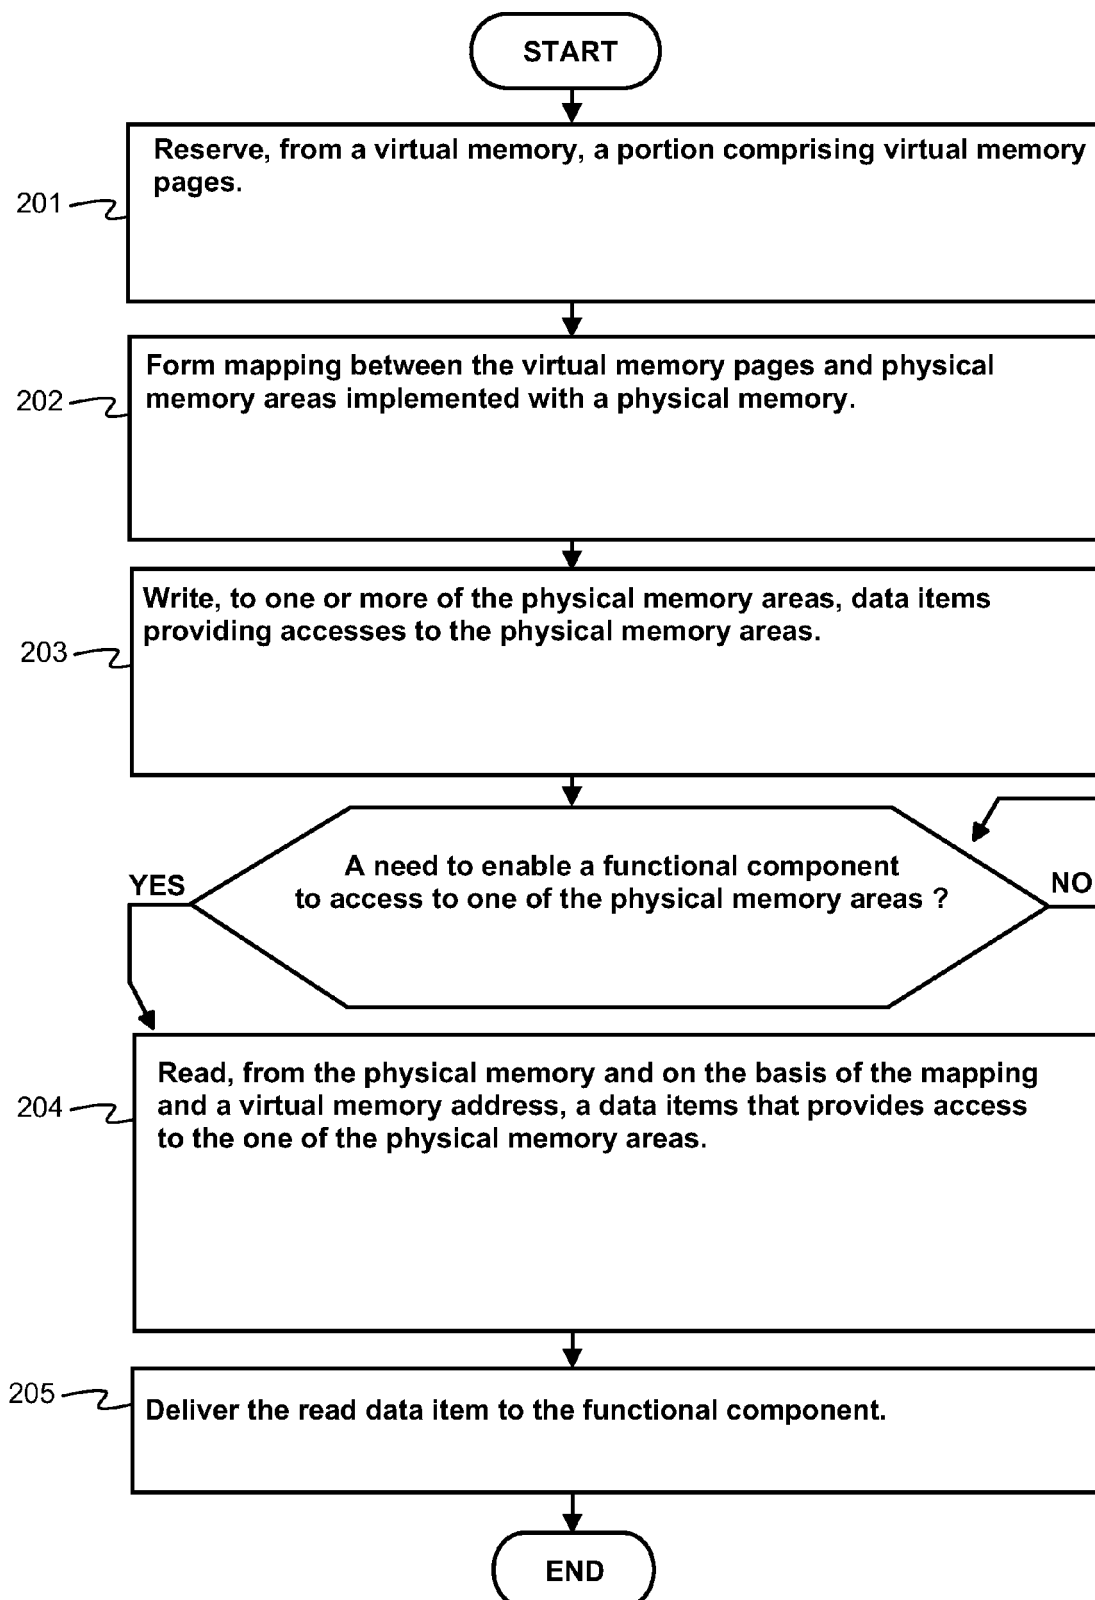 START
Reserve, from a virtual memory, a portion comprising virtual memory
pages.
201
Form mapping between the virtual memory pages and physical
memory areas implemented with a physical memory.
202
Write, to one or more of the physical memory areas, data items
providing accesses to the physical memory areas.
203
A need to enable a functional component
to access to one of the physical memory areas ?
YES
NO
Read, from the physical memory and on the basis of the mapping
and a virtual memory address, a data items that provides access
to the one of the physical memory areas.
204
205
Deliver the read data item to the functional component.
END